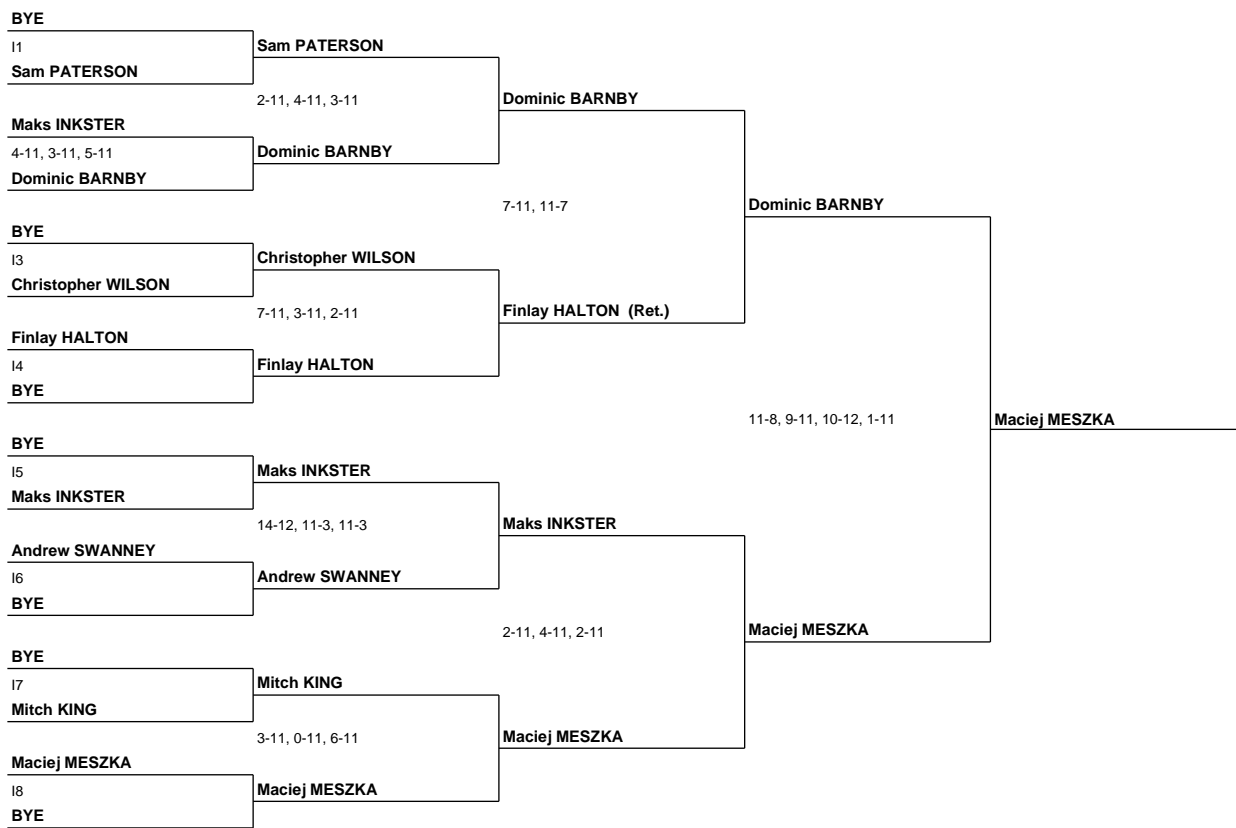 BYE
I1
Sam PATERSON
Sam PATERSON
2-11, 4-11, 3-11
Dominic BARNBY
Maks INKSTER
4-11, 3-11, 5-11
Dominic BARNBY
Dominic BARNBY
7-11, 11-7
Dominic BARNBY
BYE
I3
Christopher WILSON
Christopher WILSON
7-11, 3-11, 2-11
Finlay HALTON (Ret.)
Finlay HALTON
I4
BYE
Finlay HALTON
11-8, 9-11, 10-12, 1-11
Maciej MESZKA
BYE
I5
Maks INKSTER
Maks INKSTER
14-12, 11-3, 11-3
Maks INKSTER
Andrew SWANNEY
I6
BYE
Andrew SWANNEY
2-11, 4-11, 2-11
Maciej MESZKA
BYE
I7
Mitch KING
Mitch KING
3-11, 0-11, 6-11
Maciej MESZKA
Maciej MESZKA
I8
BYE
Maciej MESZKA